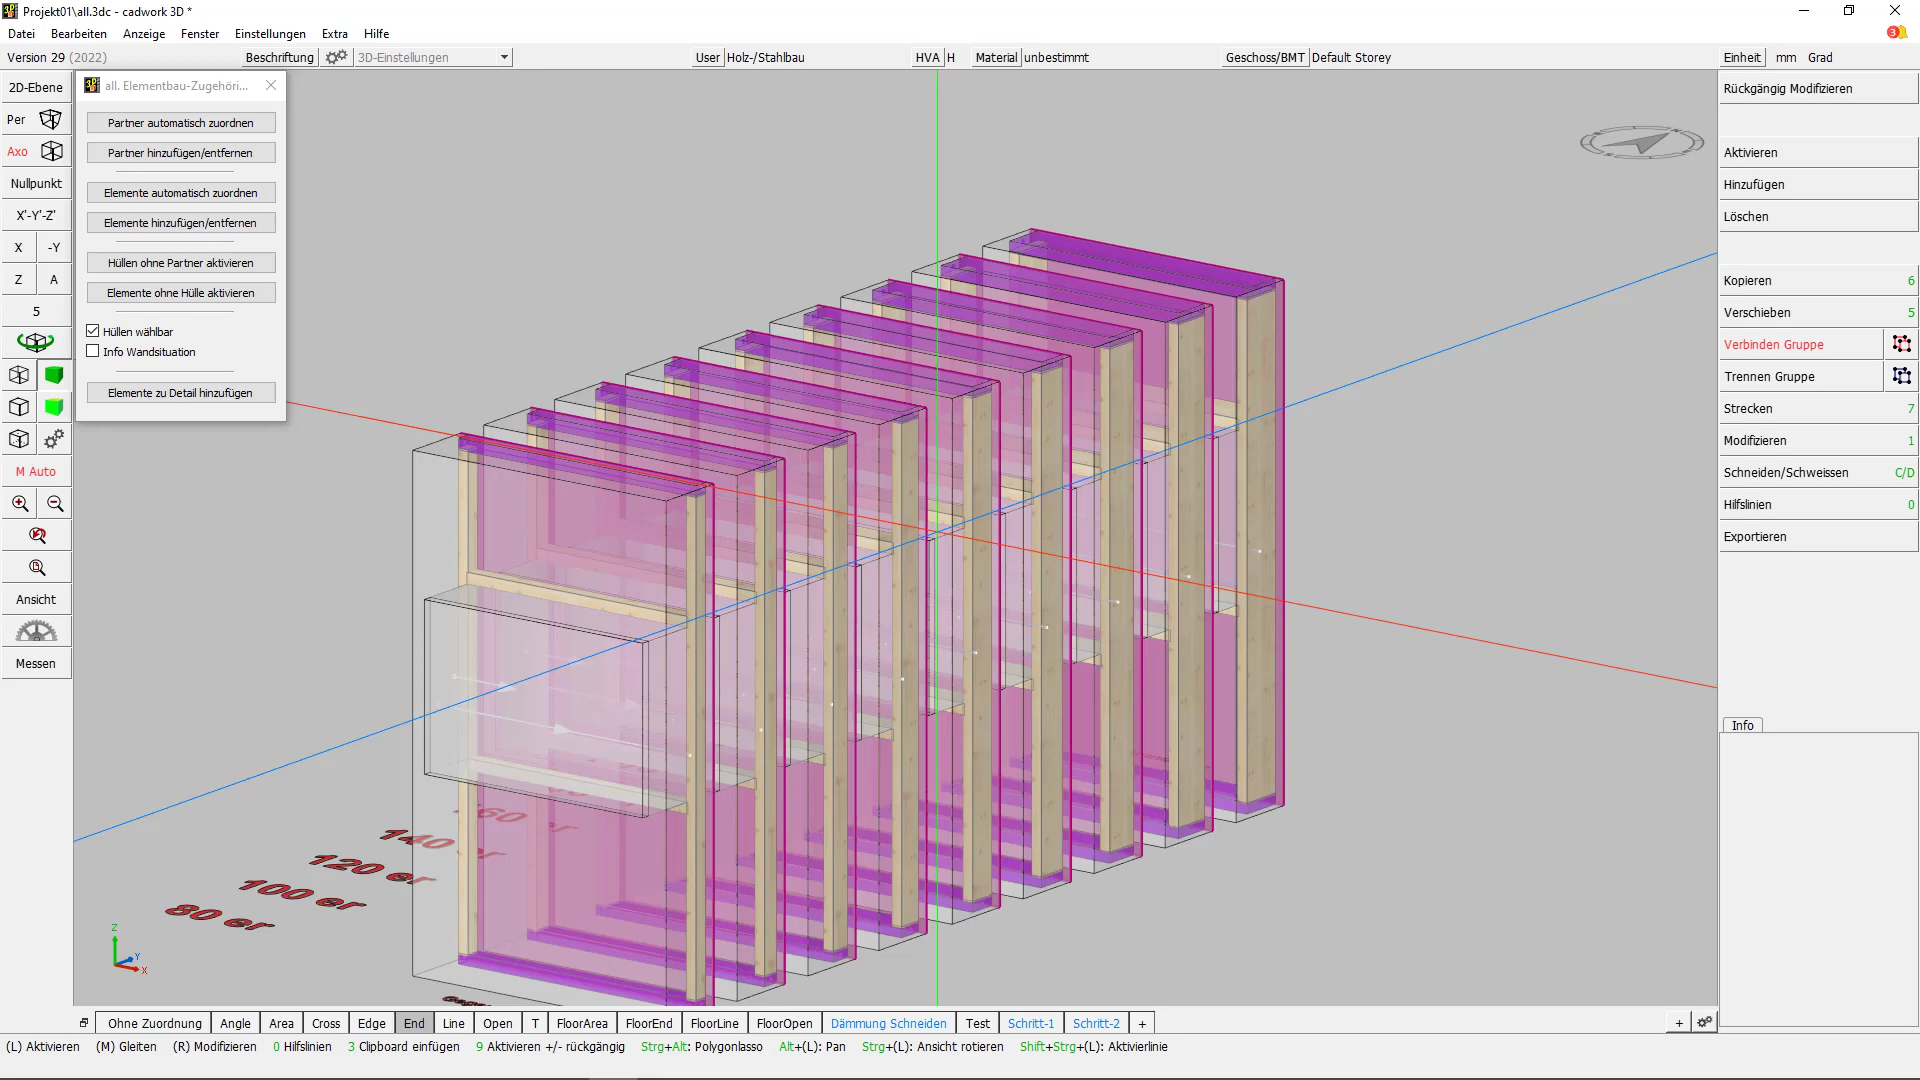 Projekt01\all.3dc - cadwork 3D *
Datei Bearbeiten Anzeige Fenster Einstellungen Extra Hilfe
3
Version 29 (2022) Beschriftung 3D-Einstellungen User Holz/Stahlbau HVA H Material unbestimmt Geschoss/BMT Default Storey Einheit mm Grad
2D-Ebene
Per
Axo
Nullpunkt
X'-Y'-Z'
X -Y
Z A
5
M Auto
Ansicht
Messen
all. Elementbau-Zugehöri...
Partner automatisch zuordnen
Partner hinzufügen/entfernen
Elemente automatisch zuordnen
Elemente hinzufügen/entfernen
Hüllen ohne Partner aktivieren
Elemente ohne Hülle aktivieren
Hüllen wählbar
Info Wandsituation
Elemente zu Detail hinzufügen
160 er
140 er
120 er
100 er
80 er
Z
Y
X
Rückgängig Modifizieren
Aktivieren
Hinzufügen
Löschen
Kopieren 6
Verschieben 5
Verbinden Gruppe
Trennen Gruppe
Strecken 7
Modifizieren 1
Schneiden/Schweissen C/D
Hilfslinien 0
Exportieren
Info
Ohne Zuordnung Angle Area Cross Edge End Line Open T FloorArea FloorEnd FloorLine FloorOpen Dämmung Schneiden Test Schritt-1 Schritt-2 + +
(L) Aktivieren (M) Gleiten (R) Modifizieren 0 Hilfslinien 3 Clipboard einfügen 9 Aktivieren +/- rückgängig Strg+Alt: Polygonlasso Alt+(L): Pan Strg+(L): Ansicht rotieren Shift+Strg+(L): Aktivierlinie